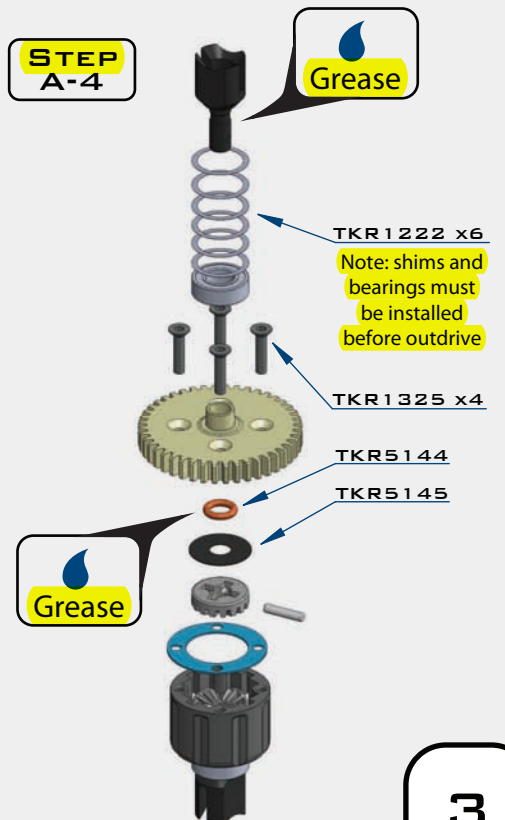 STEP
A-4
Grease
TKR1222 x6
Note: shims and
bearings must
be installed
before outdrive
TKR1325 x4
TKR5144
TKR5145
Grease
3